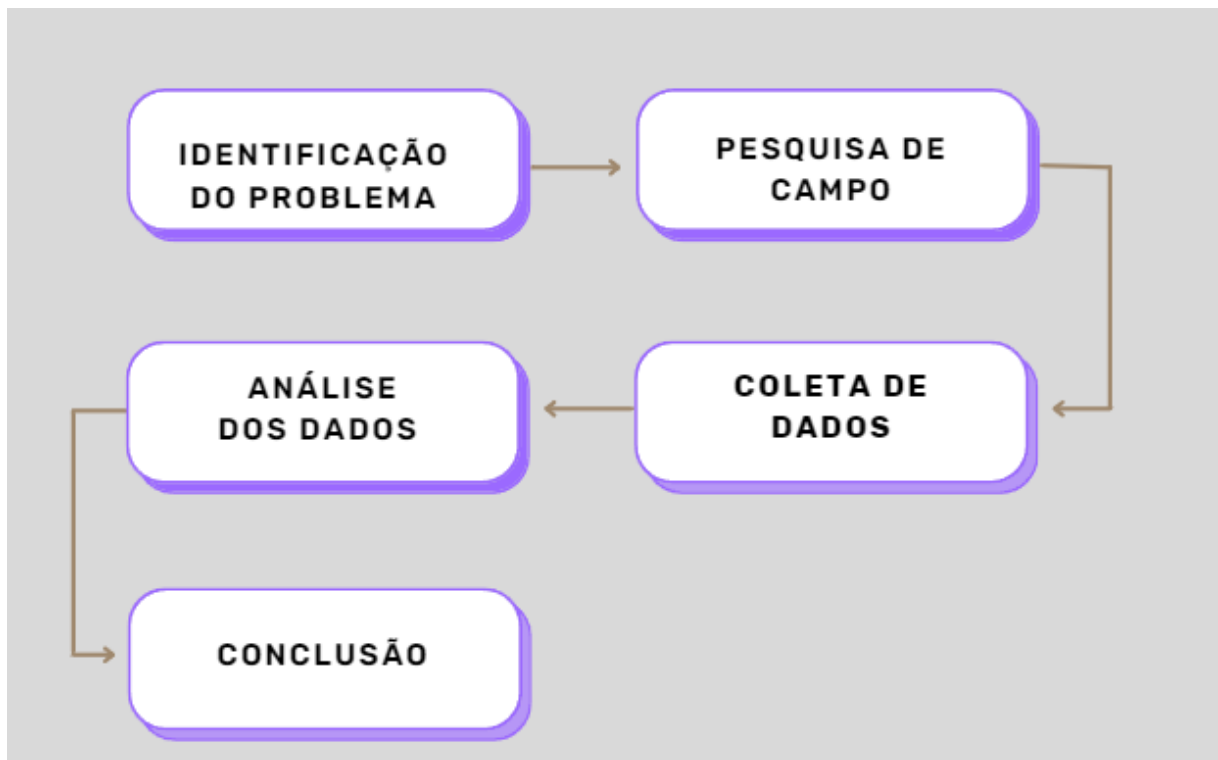 IDENTIFICAÇÃO
DO PROBLEMA
PESQUISA DE
CAMPO
COLETA DE
DADOS
ANÁLISE
DOS DADOS
CONCLUSÃO